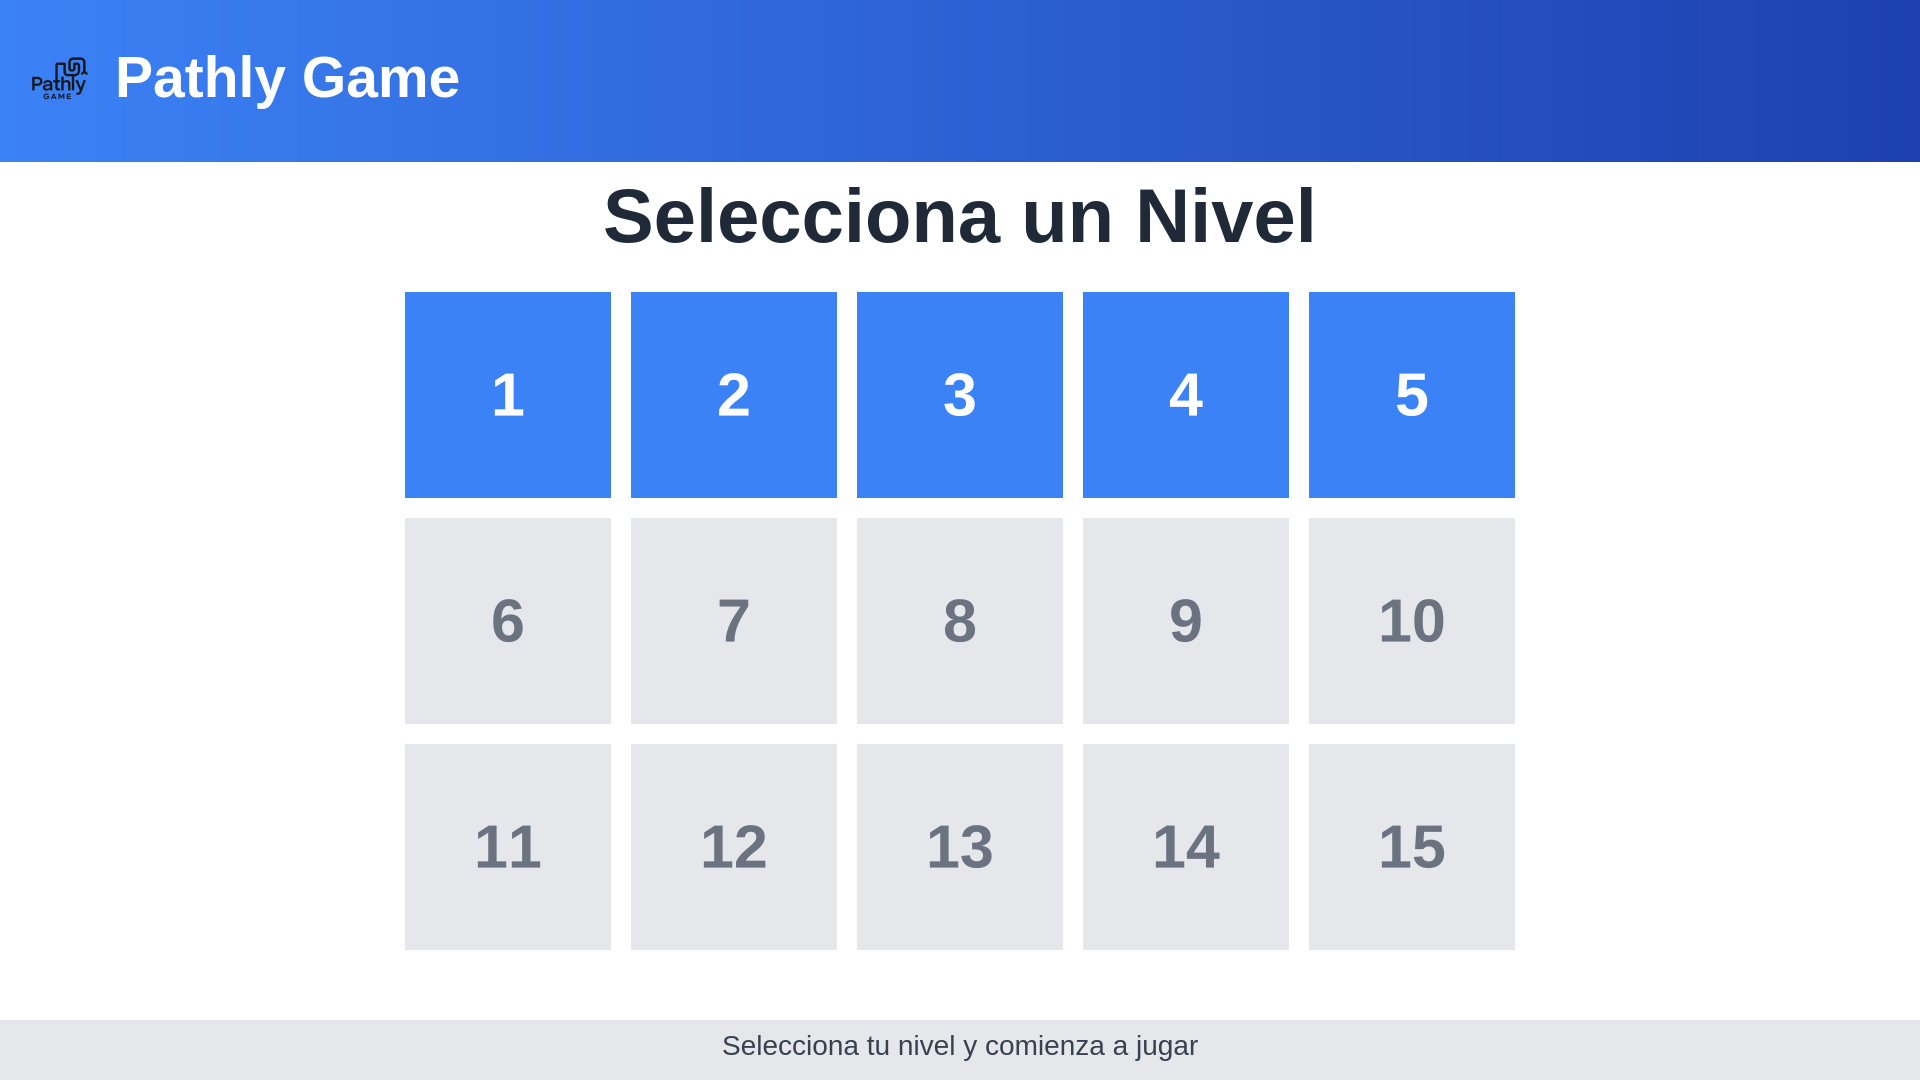 Pathly
GAME
Pathly Game
Selecciona un Nivel
1 2 3 4 5
6 7 8 9 10
11 12 13 14 15
Selecciona tu nivel y comienza a jugar